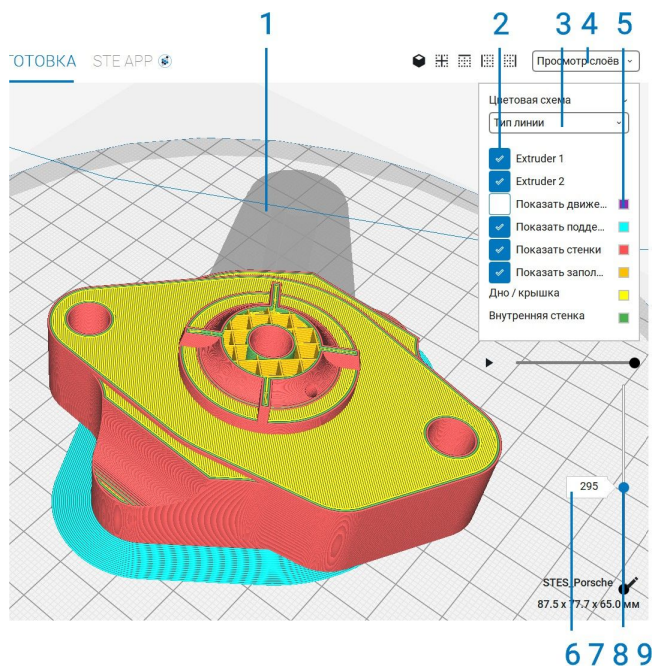 1 2 3 4 5
ТОТОВКА STE APP
Просмотр слоёв
Цветовая схема
Тип линии
Extruder 1
Extruder 2
Показать движе...
Показать подде...
Показать стенки
Показать запол...
Дно / крышка
Внутренняя стенка
295
STES_Porsche
87.5 x 77.7 x 65.0 мм
6 7 8 9